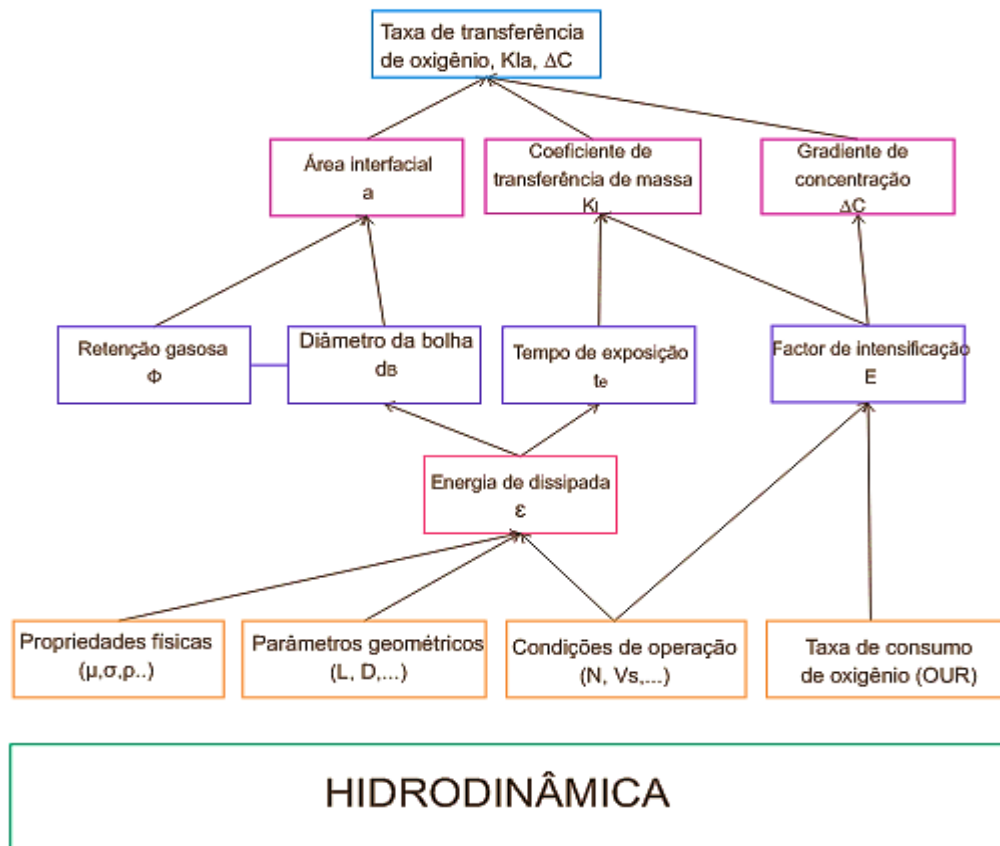 Taxa de transferência
de oxigênio, Kla, ΔC
Área interfacial
a
Coeficiente de
transferência de massa
Kl
Gradiente de
concentração
ΔC
Retenção gasosa
Φ
Diâmetro da bolha
dB
Tempo de exposição
te
Factor de intensificação
E
Energia de dissipada
ε
Propriedades físicas
(μ,σ,ρ..)
Parâmetros geométricos
(L, D,...)
Condições de operação
(N, Vs,...)
Taxa de consumo
de oxigênio (OUR)
HIDRODINÂMICA